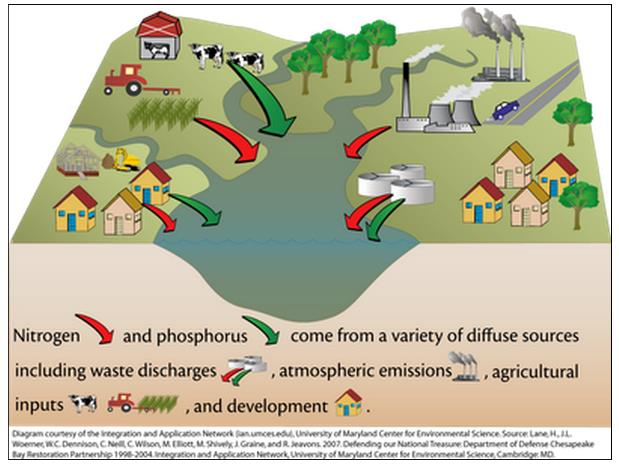 Nitrogen and phosphorus come from a variety of diffuse sources
including waste discharges , atmospheric emissions , agricultural
inputs , and development .
Diagram courtesy of the Integration and Application Network (ian.umces.edu), University of Maryland Center for Environmental Science. Source: Lane, H., J.L.
Woerner, W.C. Dennison, C. Neill, C. Wilson, M. Elliott, M. Shively, J. Graine, and R. Jeavons. 2007. Defending our National Treasure: Department of Defense Chesapeake
Bay Restoration Partnership 1998-2004. Integration and Application Network, University of Maryland Center for Environmental Science, Cambridge: MD.